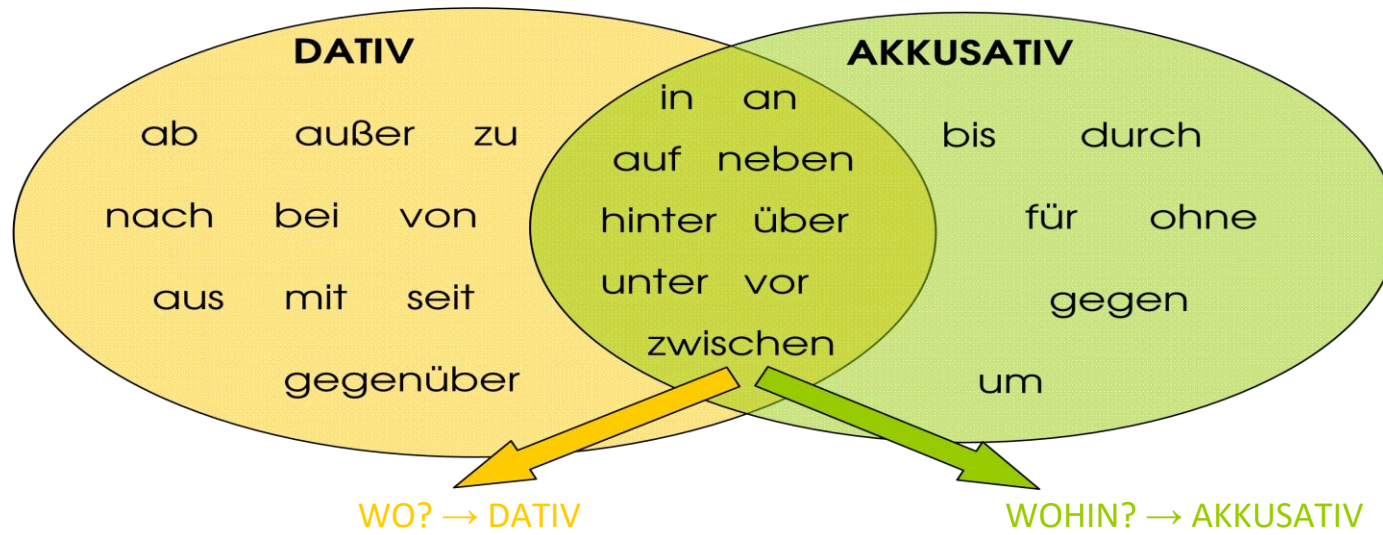 DATIV
ab außer zu
nach bei von
aus mit seit
gegenüber
in an
auf neben
hinter über
unter vor
zwischen
AKKUSATIV
bis durch
für ohne
gegen
um
WO? → DATIV
WOHIN? → AKKUSATIV